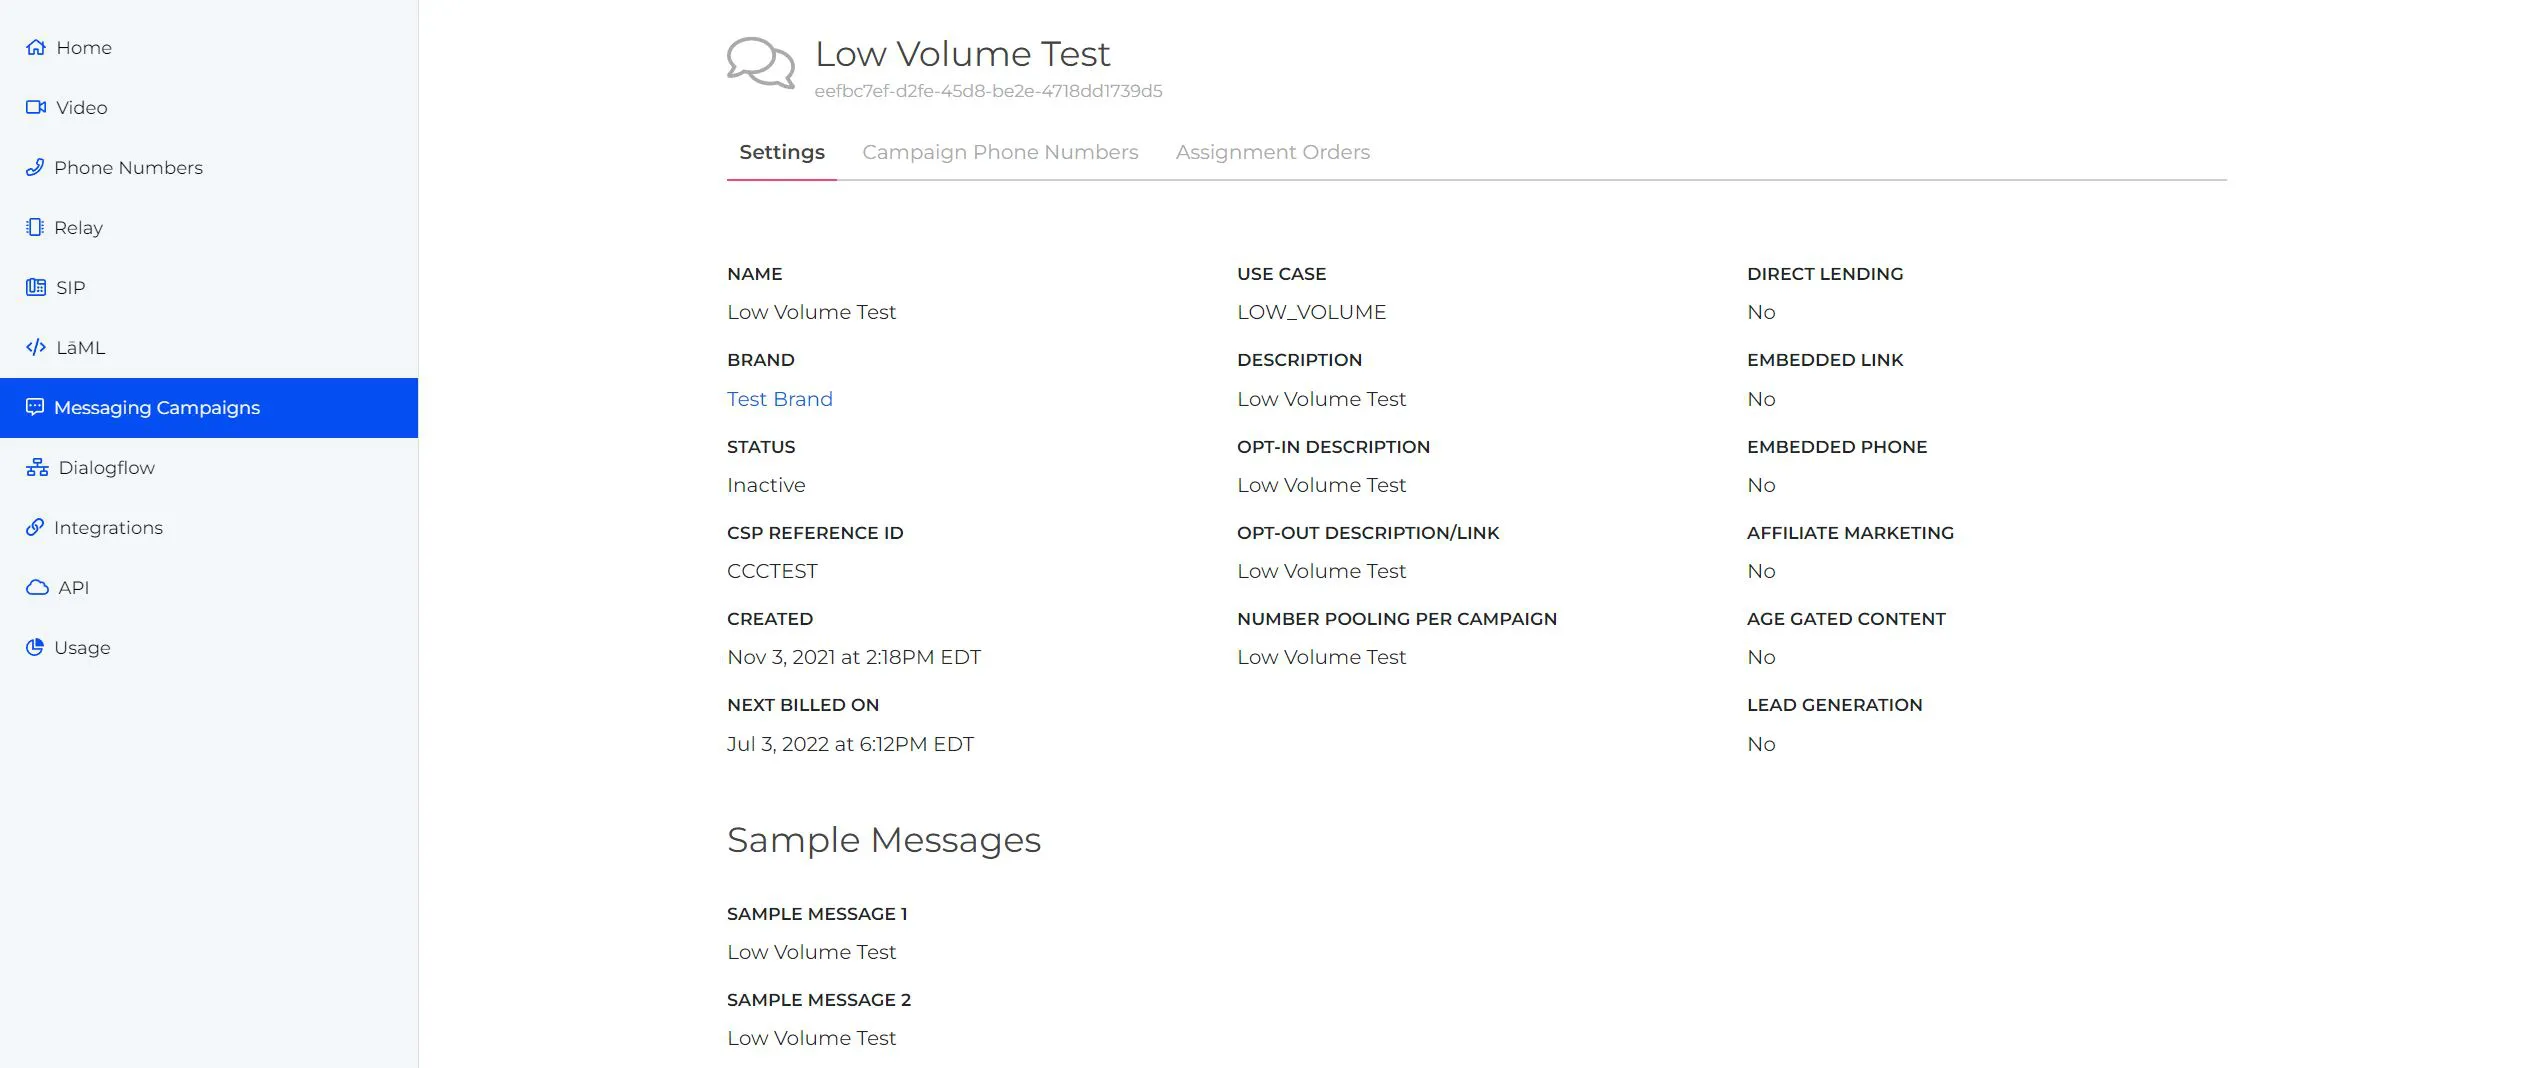 Home
Video
Phone Numbers
Relay
SIP
LāML
Messaging Campaigns
Dialogflow
Integrations
API
Usage
Low Volume Test
eefbc7ef-d2fe-45d8-be2e-4718dd1739d5
Settings Campaign Phone Numbers Assignment Orders
NAME
Low Volume Test
BRAND
Test Brand
STATUS
Inactive
CSP REFERENCE ID
CCCTEST
CREATED
Nov 3, 2021 at 2:18PM EDT
NEXT BILLED ON
Jul 3, 2022 at 6:12PM EDT
USE CASE
LOW_VOLUME
DESCRIPTION
Low Volume Test
OPT-IN DESCRIPTION
Low Volume Test
OPT-OUT DESCRIPTION/LINK
Low Volume Test
NUMBER POOLING PER CAMPAIGN
Low Volume Test
DIRECT LENDING
No
EMBEDDED LINK
No
EMBEDDED PHONE
No
AFFILIATE MARKETING
No
AGE GATED CONTENT
No
LEAD GENERATION
No
Sample Messages
SAMPLE MESSAGE 1
Low Volume Test
SAMPLE MESSAGE 2
Low Volume Test